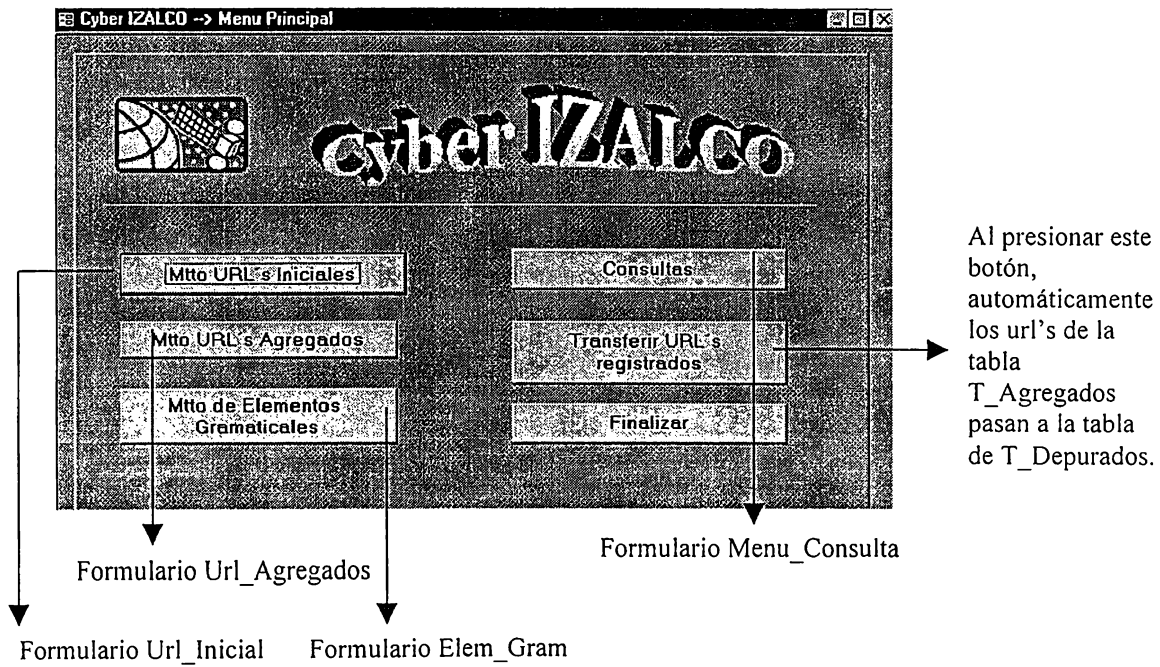 Cyber IZALCO --> Menu Principal
Cyber IZALCO
Mtto URL's Iniciales
Consultas
Mtto URL's Agregados
Transferir URL's
registrados
Mtto de Elementos
Gramaticales
Finalizar
Al presionar este
botón,
automáticamente
los url's de la
tabla
T_Agregados
pasan a la tabla
de T_Depurados.
Formulario Menu_Consulta
Formulario Url_Agregados
Formulario Url_Inicial
Formulario Elem_Gram